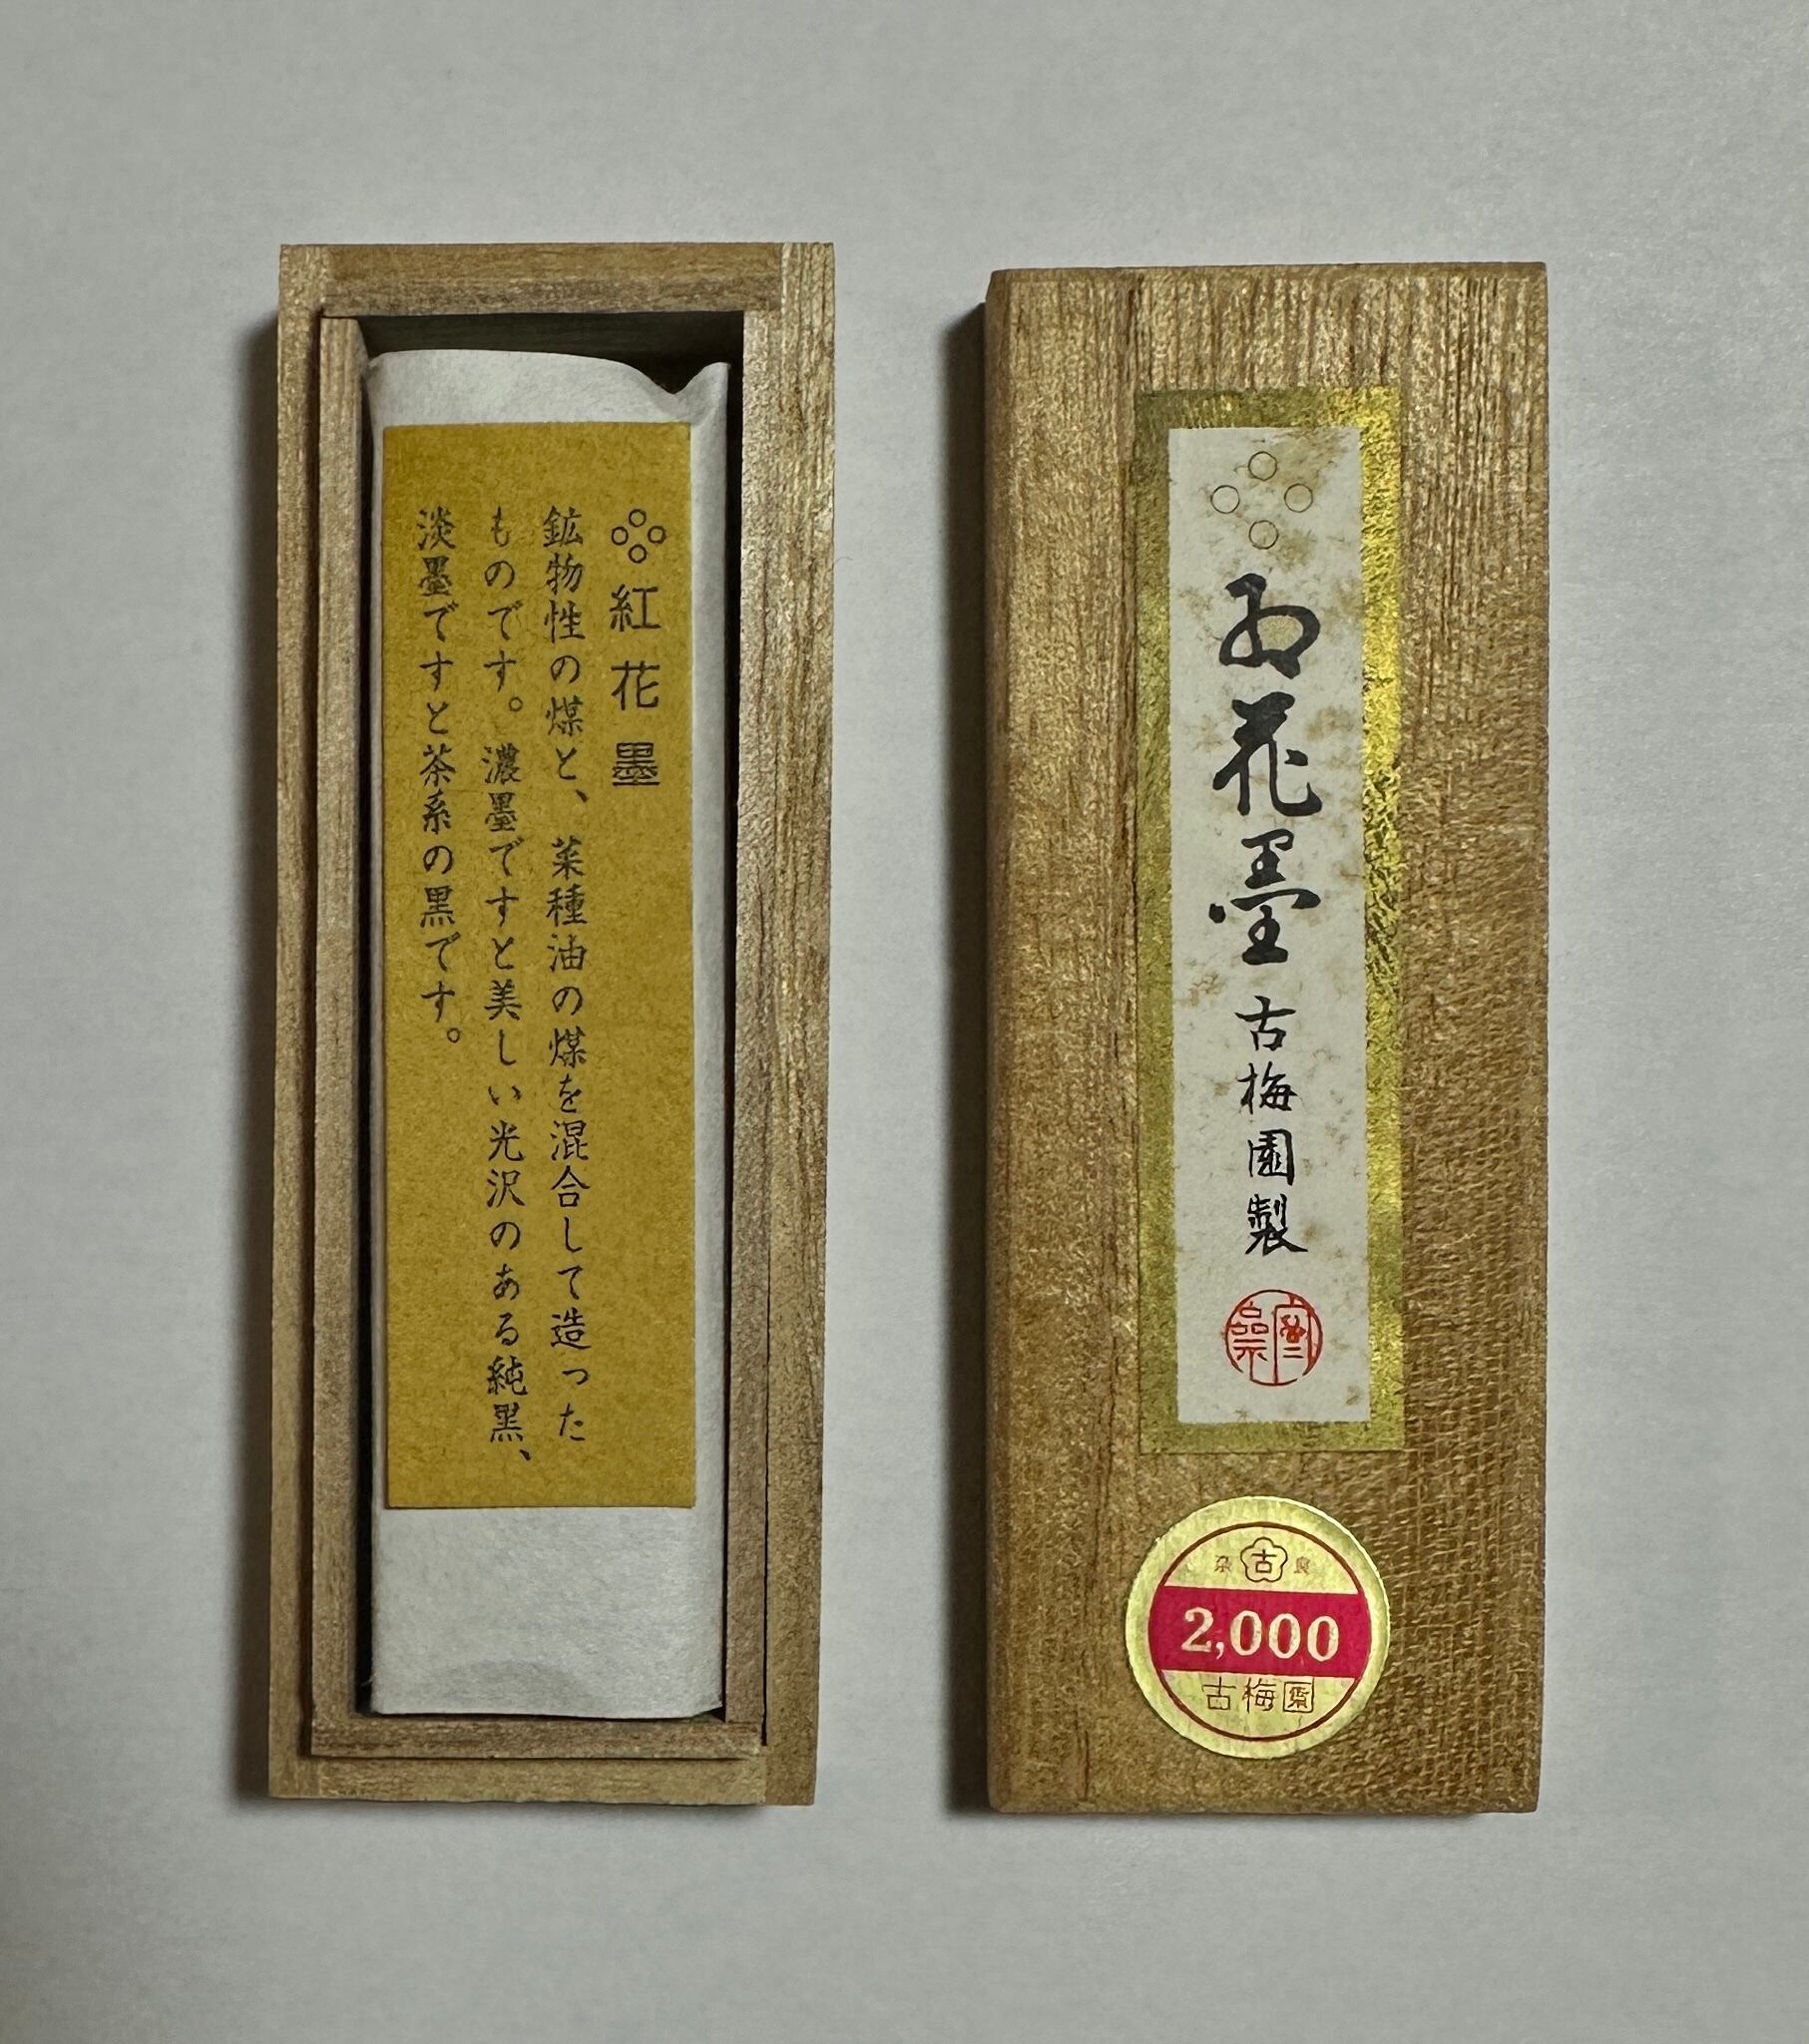 紅花墨
鉱物性の煤と、菜種油の煤を混合して造った
ものです。濃墨ですと美しい光沢のある純黒、
淡墨ですと茶系の黒です。
紅花墨 古梅園製
奈 古 良
2,000
古梅園